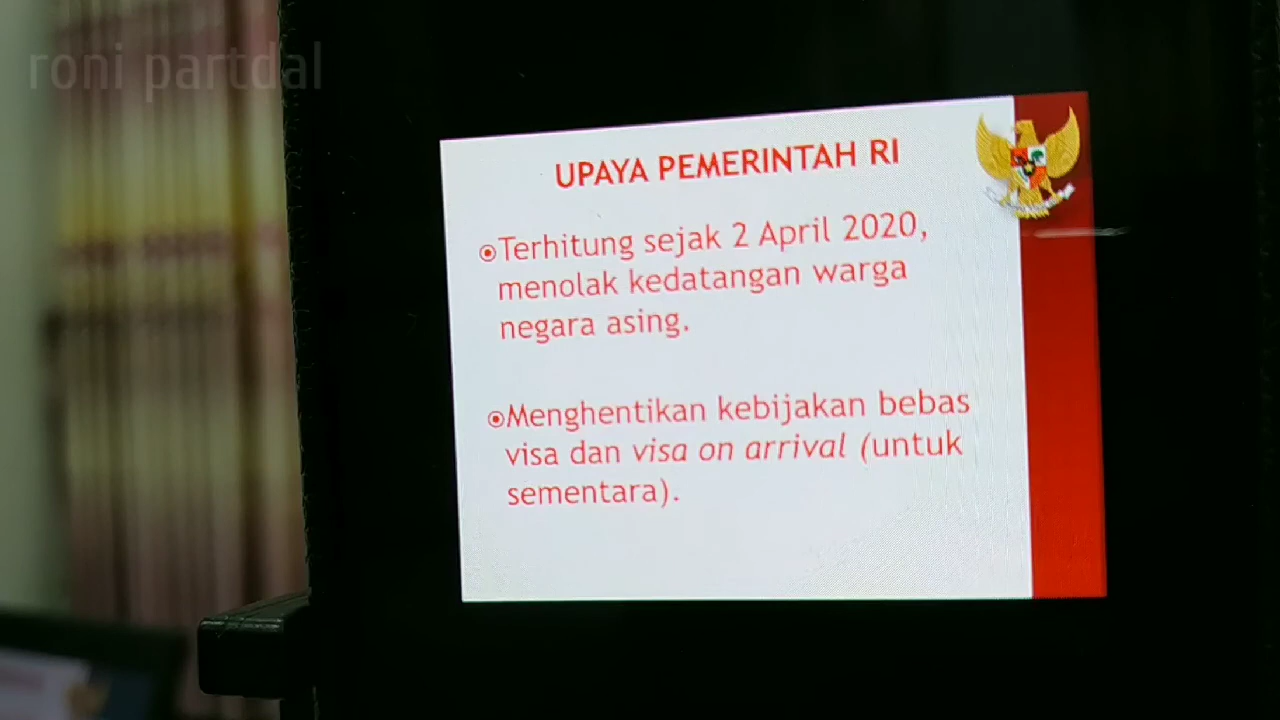 roni partdal
UPAYA PEMERINTAH RI
Terhitung sejak 2 April 2020,
menolak kedatangan warga
negara asing.
Menghentikan kebijakan bebas
visa dan visa on arrival (untuk
sementara).